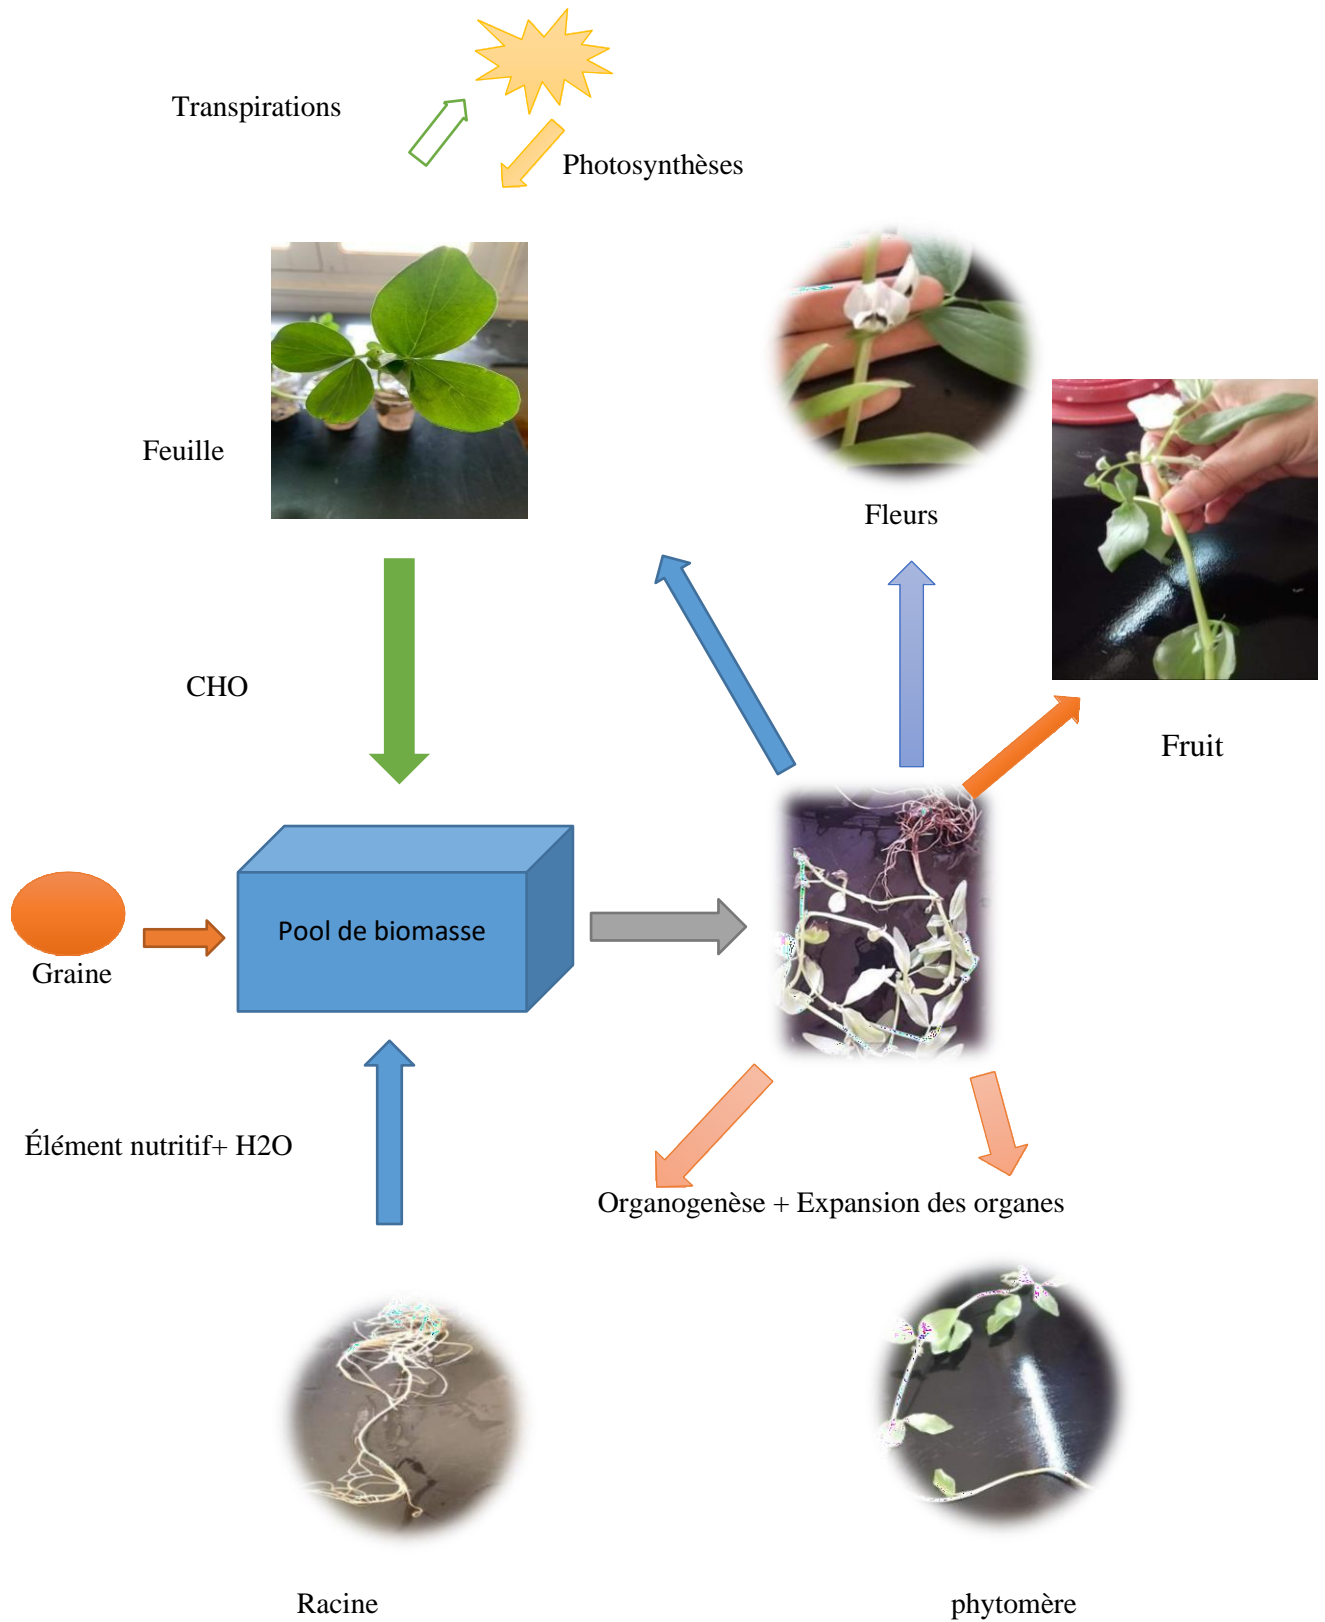 Transpirations
Photosynthèses
Feuille
Fleurs
CHO
Fruit
Pool de biomasse
Graine
Élément nutritif+ H2O
Organogenèse + Expansion des organes
Racine
phytomère